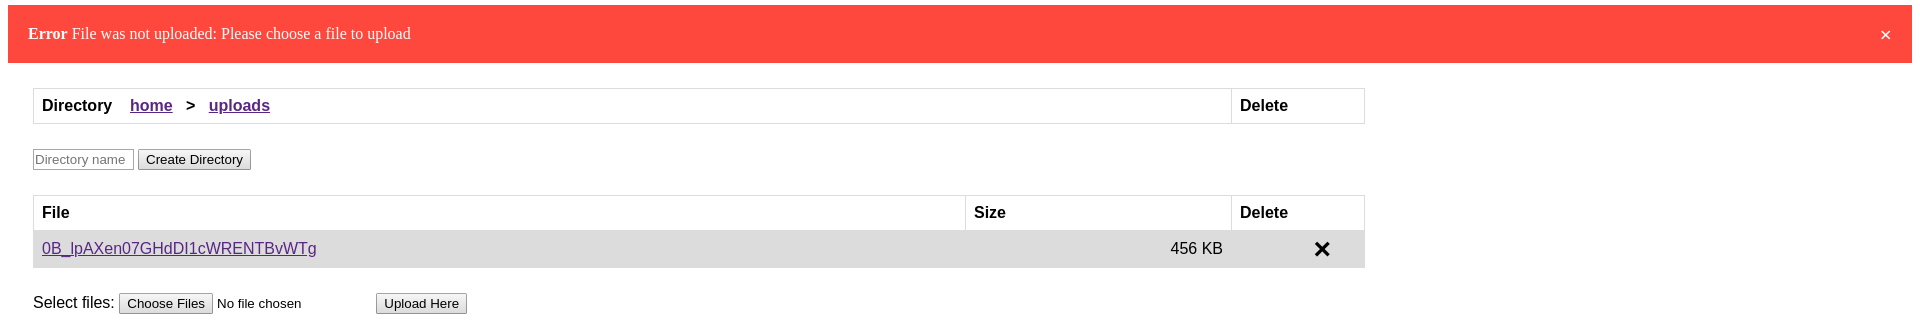 Error File was not uploaded: Please choose a file to upload ×
Directory home > uploads Delete
Directory name Create Directory
File Size Delete
0B_lpAXen07GHdDI1cWRENTBvWTg 456 KB ×
Select files: Choose Files No file chosen Upload Here